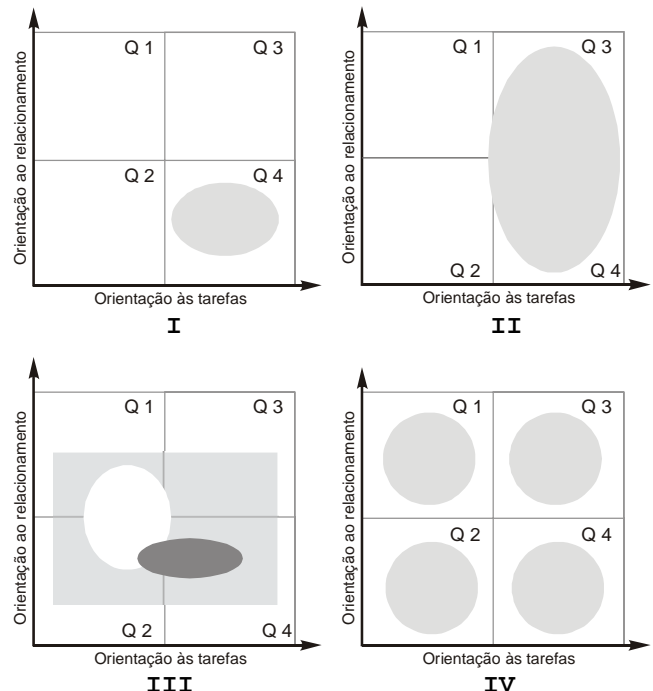 Orientação ao relacionamento
Q 1
Q 3
Q 2
Q 4
Orientação às tarefas
I
Orientação ao relacionamento
Q 1
Q 3
Q 2
Q 4
Orientação às tarefas
II
Orientação ao relacionamento
Q 1
Q 3
Q 2
Q 4
Orientação às tarefas
III
Orientação ao relacionamento
Q 1
Q 3
Q 2
Q 4
Orientação às tarefas
IV